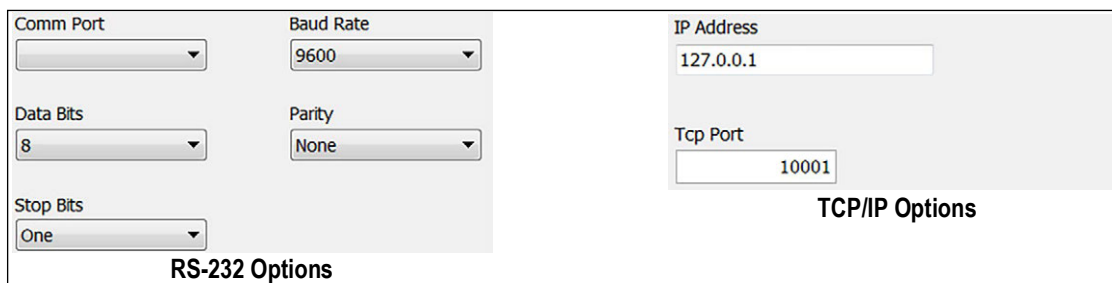 Comm Port
Baud Rate
9600
Data Bits
8
Parity
None
Stop Bits
One
RS-232 Options
IP Address
127.0.0.1
Tcp Port
10001
TCP/IP Options